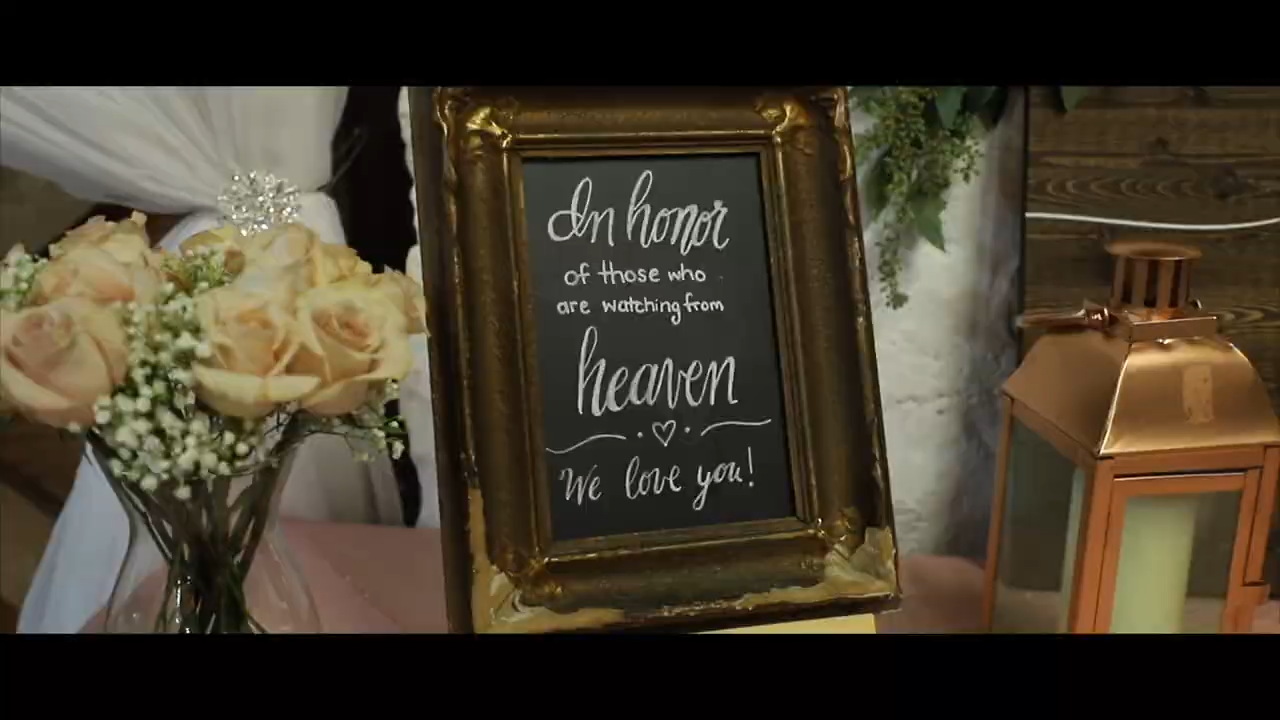 In honor
of those who
are watching from
heaven
We love you!